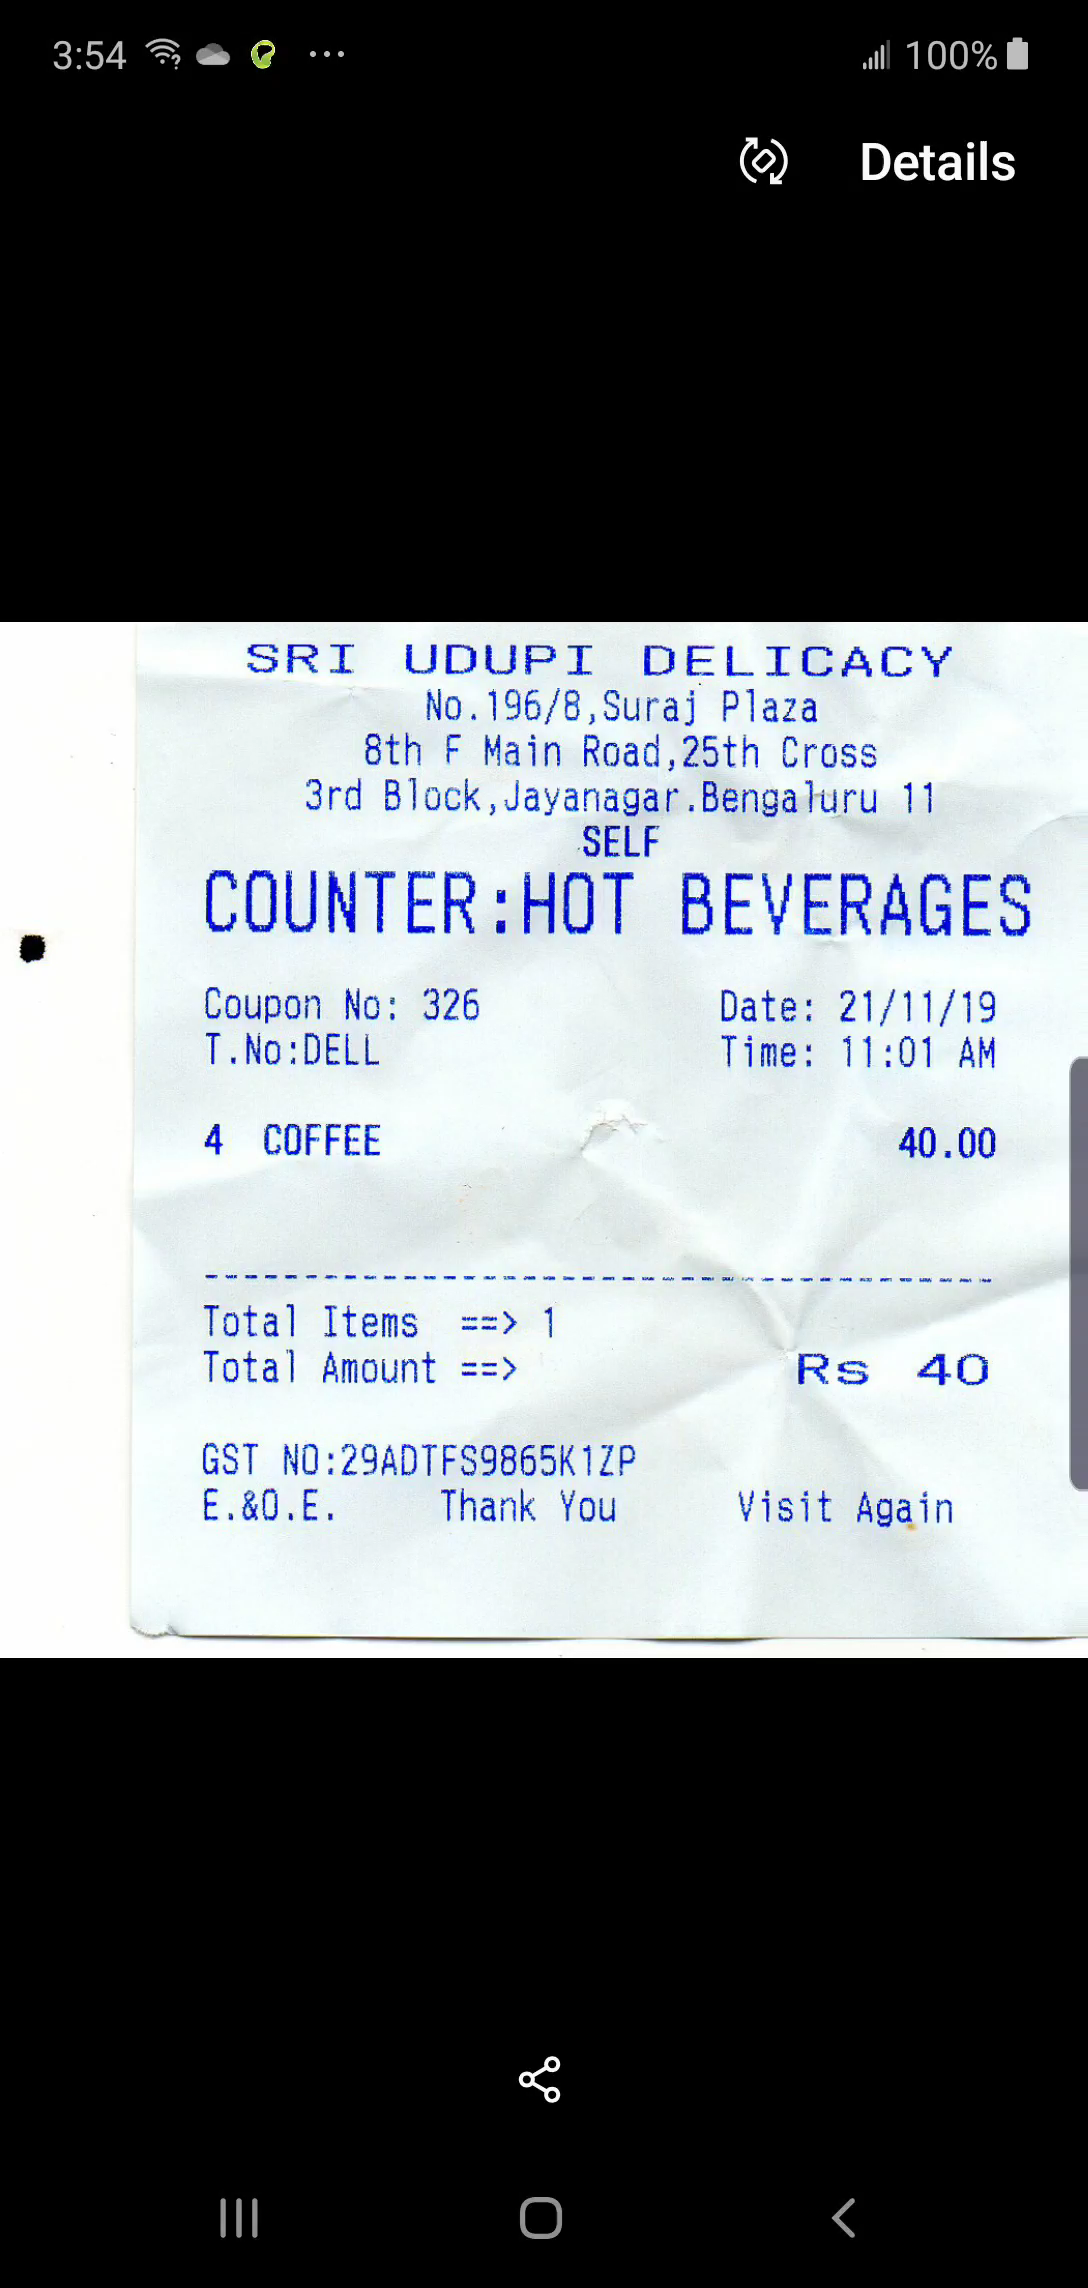 3:54 100%
Details
SRI UDUPI DELICACY
No.196/8,Suraj Plaza
8th F Main Road,25th Cross
3rd Block,Jayanagar.Bengaluru 11
SELF
COUNTER:HOT BEVERAGES
Coupon No: 326 Date: 21/11/19
T.No:DELL Time: 11:01 AM
4 COFFEE 40.00
Total Items ==> 1
Total Amount ==> Rs 40
GST NO:29ADTFS9865K1ZP
E.&O.E. Thank You Visit Again